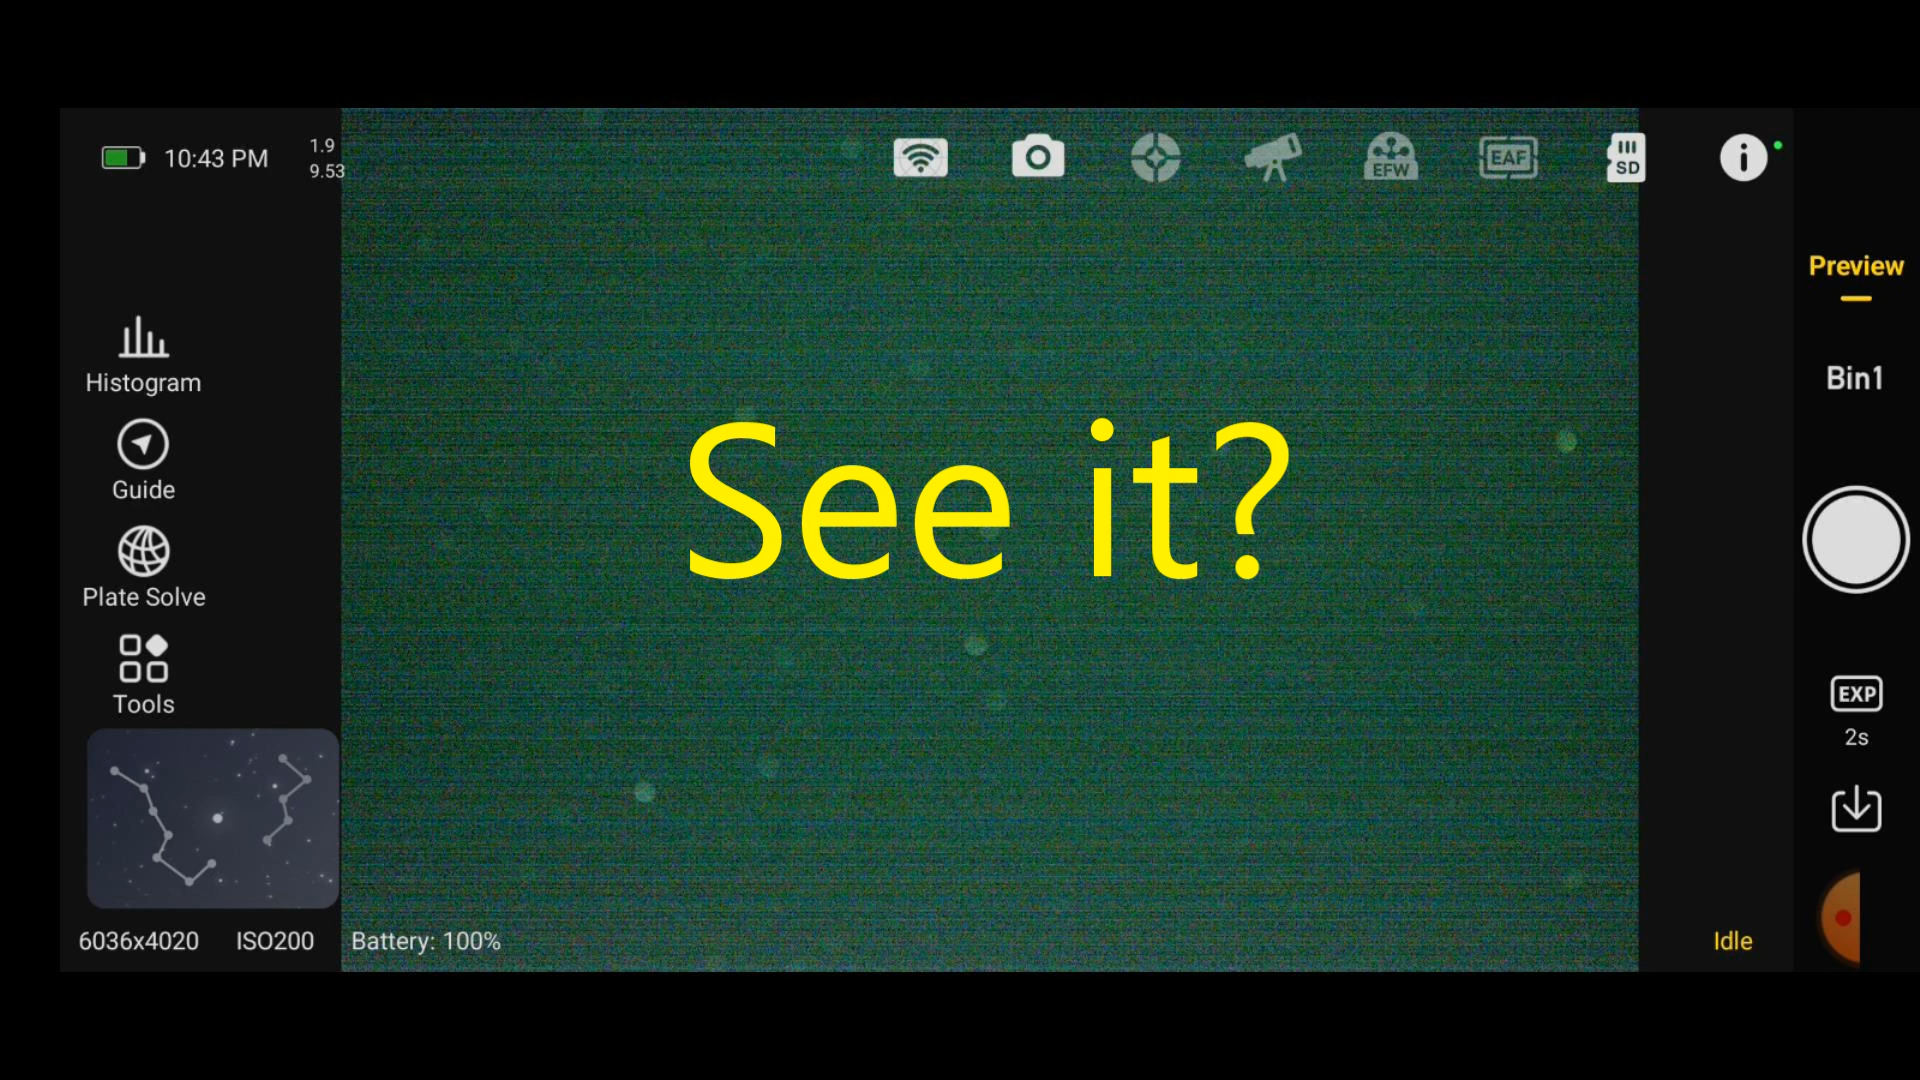 10:43 PM
1.9
9.53
EFW
EAF
SD
Preview
Histogram
Bin1
See it?
Guide
Plate Solve
EXP
Tools
2s
6036x4020 ISO200 Battery: 100%
Idle